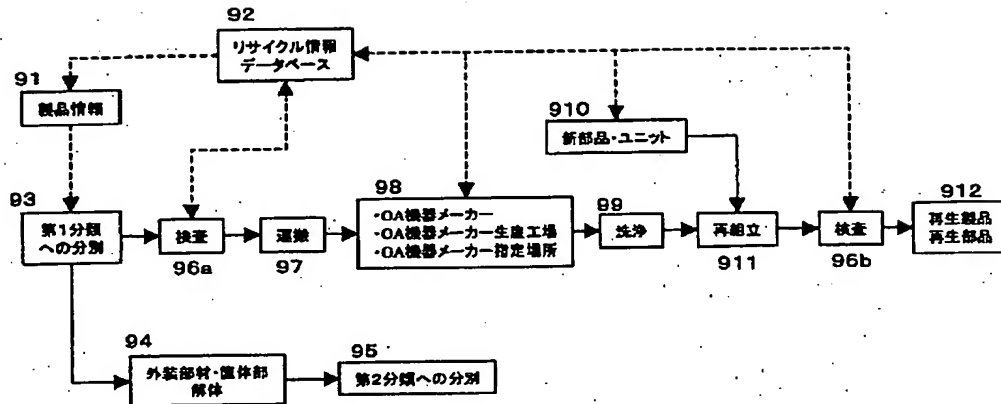 92
リサイクル情報
データベース
91
製品情報
910
新部品・ユニット
93
第1分類
への分別
検査
96a
運搬
97
98
・OA機器メーカー
・OA機器メーカー生産工場
・OA機器メーカー指定場所
99
洗浄
再組立
911
検査
96b
912
再生製品
再生部品
94
外装部材・筐体部
解体
95
第2分類への分別